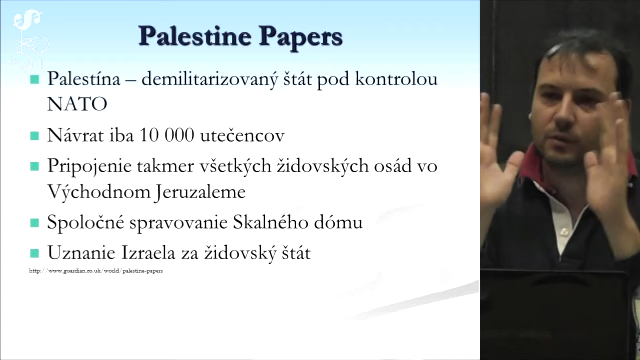 Palestine Papers
Palestína – demilitarizovaný štát pod kontrolou
NATO
Návrat iba 10 000 utečencov
Pripojenie takmer všetkých židovských osád vo
Východnom Jeruzaleme
Spoločné spravovanie Skalného dómu
Uznanie Izraela za židovský štát
http://www.guardian.co.uk/world/palestine-papers